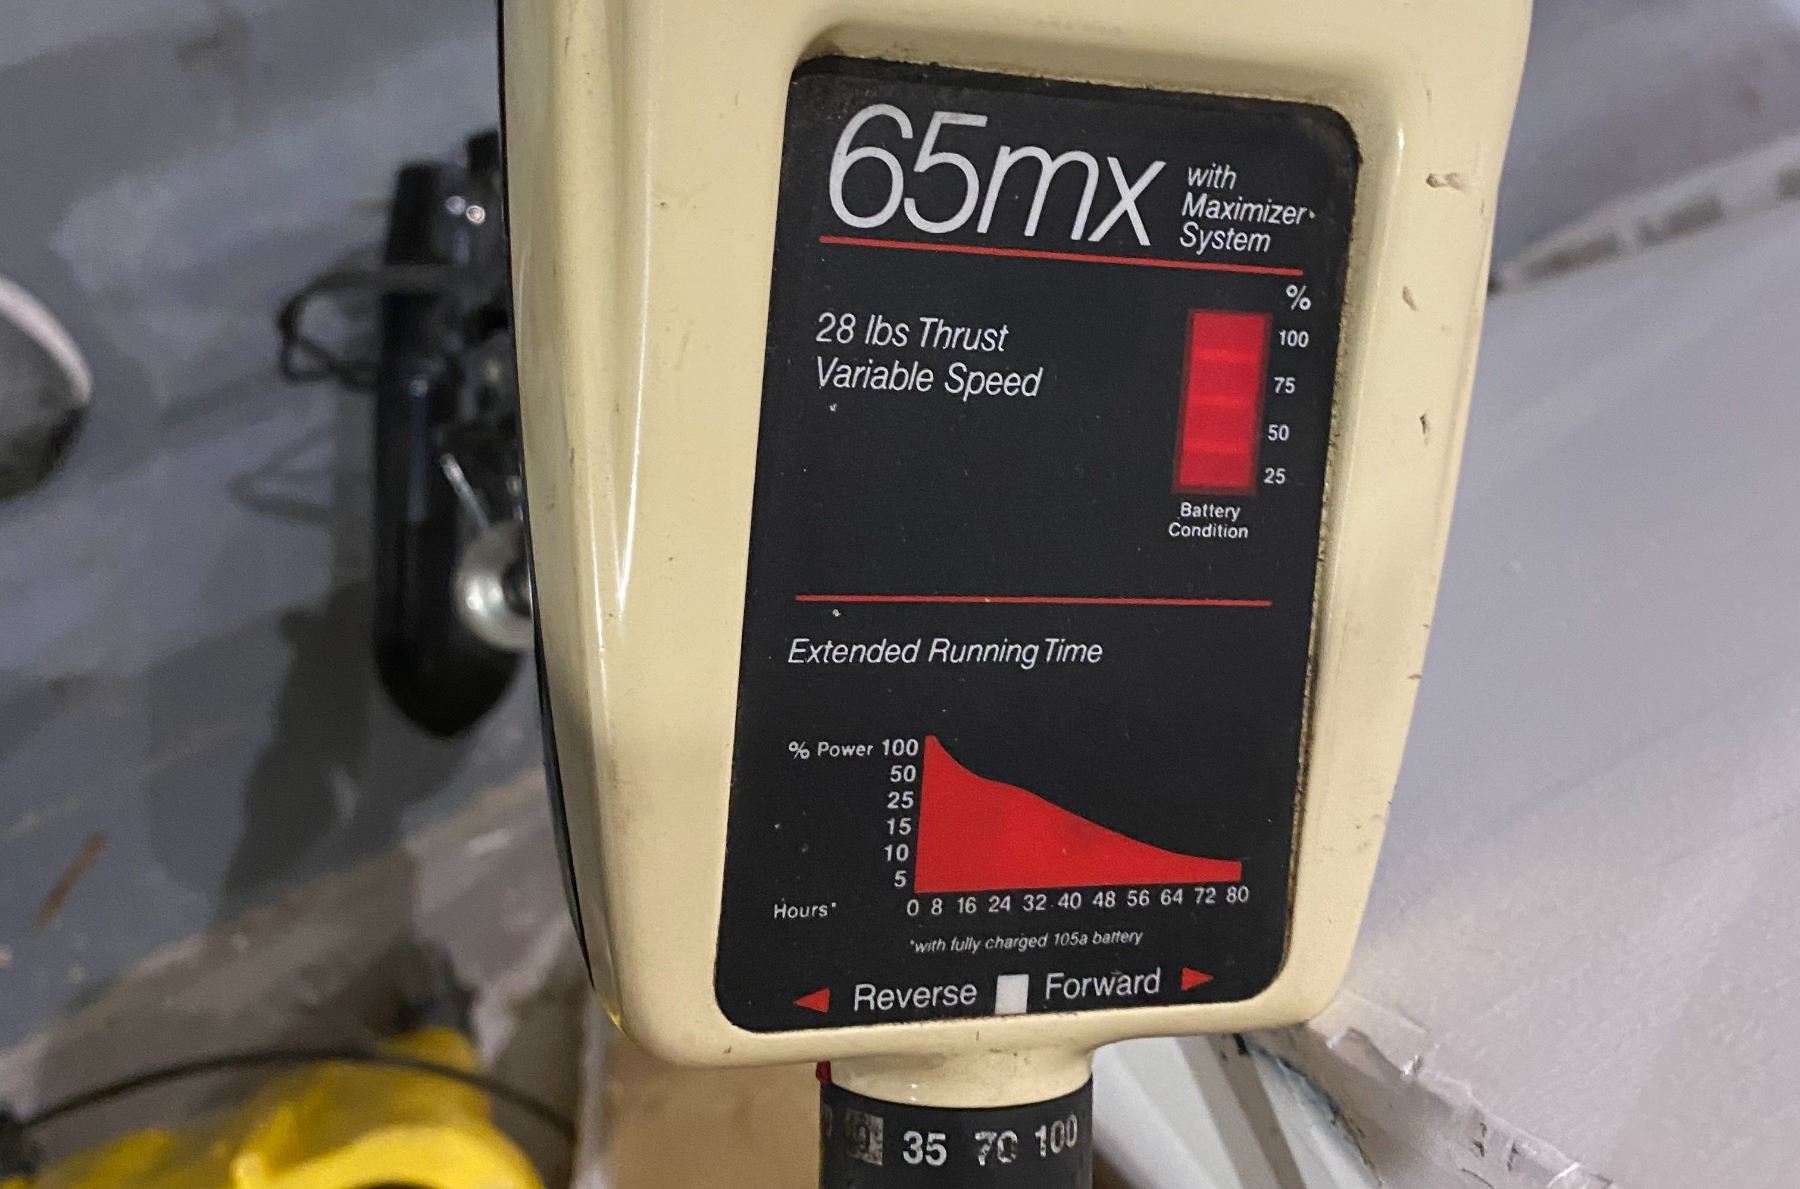 65mx with
Maximizer
System
%
28 lbs Thrust
Variable Speed
100
75
50
25
Battery
Condition
Extended Running Time
% Power 100
50
25
15
10
5
Hours* 0 8 16 24 32 40 48 56 64 72 80
*with fully charged 105a battery
Reverse Forward
35 70 100